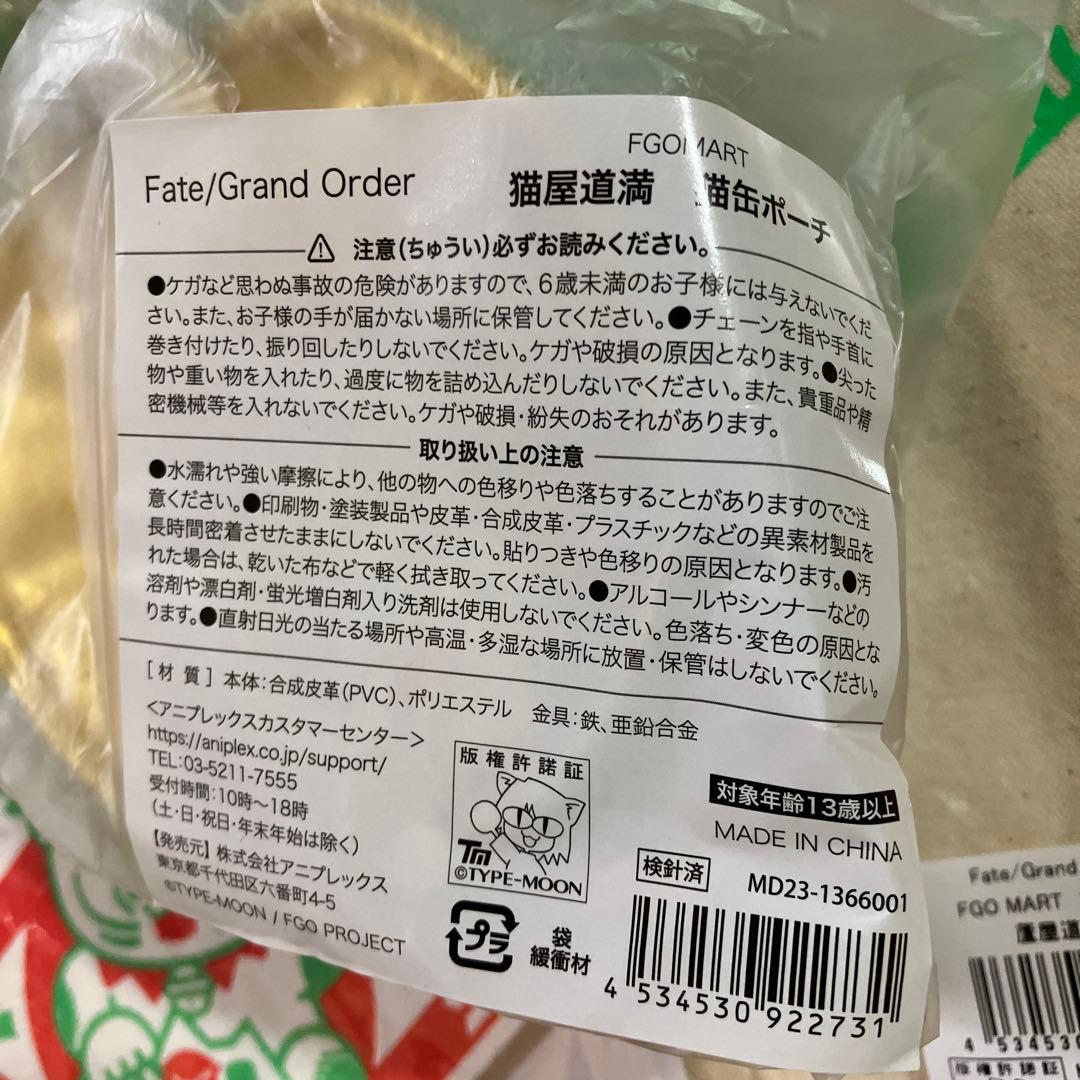 FGOMART
Fate/Grand Order 猫屋道満 猫缶ポーチ
注意(ちゅうい)必ずお読みください。
●ケガなど思わぬ事故の危険がありますので、6歳未満のお子様には与えないでくだ
さい。また、お子様の手が届かない場所に保管してください。●チェーンを指や手首に
巻き付けたり、振り回したりしないでください。ケガや破損の原因となります。●尖った
物や重い物を入れたり、過度に物を詰め込んだりしないでください。また、貴重品や精
密機械等を入れないでください。ケガや破損・紛失のおそれがあります。
取り扱い上の注意
●水濡れや強い摩擦により、他の物への色移りや色落ちすることがありますのでご注
意ください。●印刷物・塗装製品や皮革・合成皮革・プラスチックなどの異素材製品を
長時間密着させたままにしないでください。貼りつきや色移りの原因となります。●汚
れた場合は、乾いた布などで軽く拭き取ってください。●アルコールやシンナーなどの
溶剤や漂白剤・蛍光増白剤入り洗剤は使用しないでください。色落ち・変色の原因とな
ります。●直射日光の当たる場所や高温・多湿な場所に放置・保管はしないでください。
[材質] 本体:合成皮革(PVC)、ポリエステル 金具:鉄、亜鉛合金
<アニプレックスカスタマーセンター>
https://aniplex.co.jp/support/
TEL:03-5211-7555
受付時間:10時~18時
(土・日・祝日・年末年始は除く)
【発売元】株式会社アニプレックス
東京都千代田区六番町4-5
©TYPE-MOON / FGO PROJECT
版権許諾証
TM
©TYPE-MOON
プラ
袋
緩衝材
対象年齢13歳以上
MADE IN CHINA
検針済
MD23-1366001
4 534530 922731
Fate/Grand
FGO MART
蘆屋道
4 53453
版権許諾証